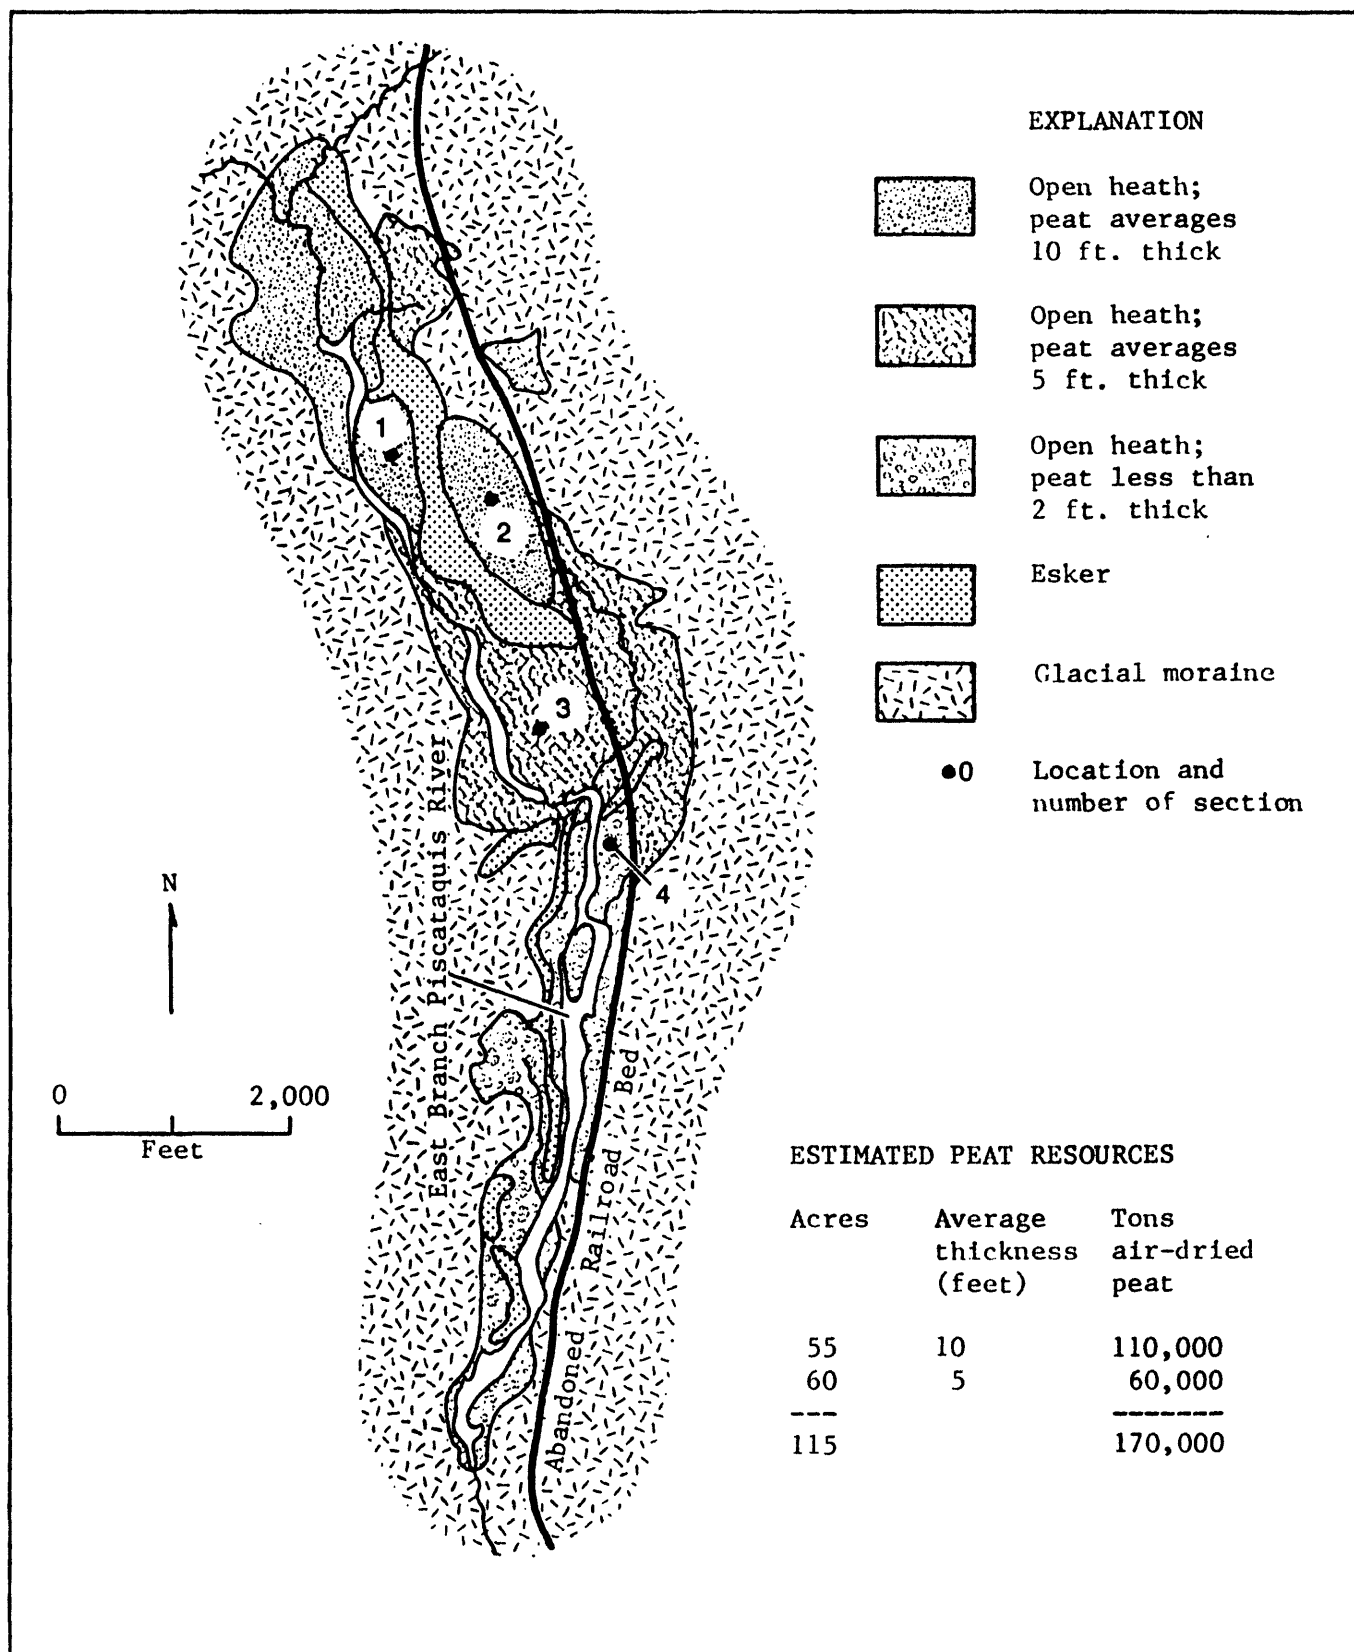 EXPLANATION
Open heath;
peat averages
10 ft. thick
Open heath;
peat averages
5 ft. thick
Open heath;
peat less than
2 ft. thick
Esker
Glacial moraine
●0 Location and
number of section
1
2
3
4
East Branch Piscataquis River
Abandoned Railroad Bed
N
0 2,000
Feet
ESTIMATED PEAT RESOURCES
Acres Average Tons
thickness air-dried
(feet) peat
55 10 110,000
60 5 60,000
--- -------
115 170,000